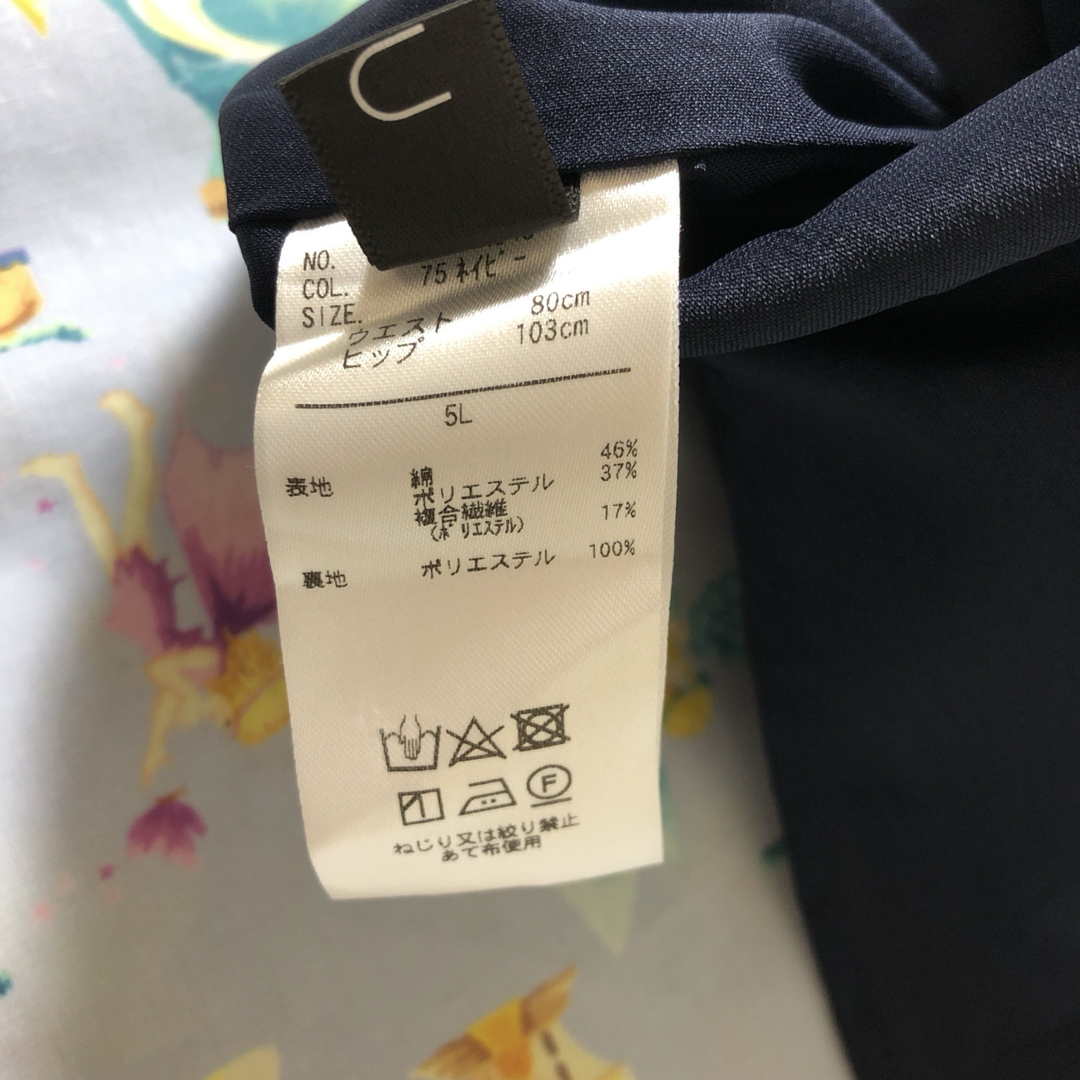 U
NO.
COL. 75 ネイビー
SIZE.
ウエスト 80cm
ヒップ 103cm
5L
表地 綿 46%
ポリエステル 37%
複合繊維 17%
(ポリエステル)
裏地 ポリエステル 100%
F
ねじり又は絞り禁止
あて布使用